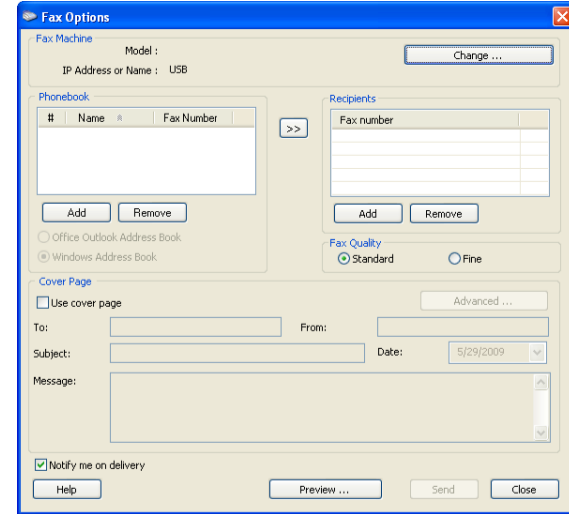 Fax Options
Fax Machine
Model :
Change ...
IP Address or Name : USB
Phonebook
# Name Fax Number
>>
Recipients
Fax number
Add Remove
Add Remove
Office Outlook Address Book
Windows Address Book
Fax Quality
Standard Fine
Cover Page
Use cover page
Advanced ...
To: From:
Subject: Date: 5/29/2009
Message:
Notify me on delivery
Help Preview ... Send Close